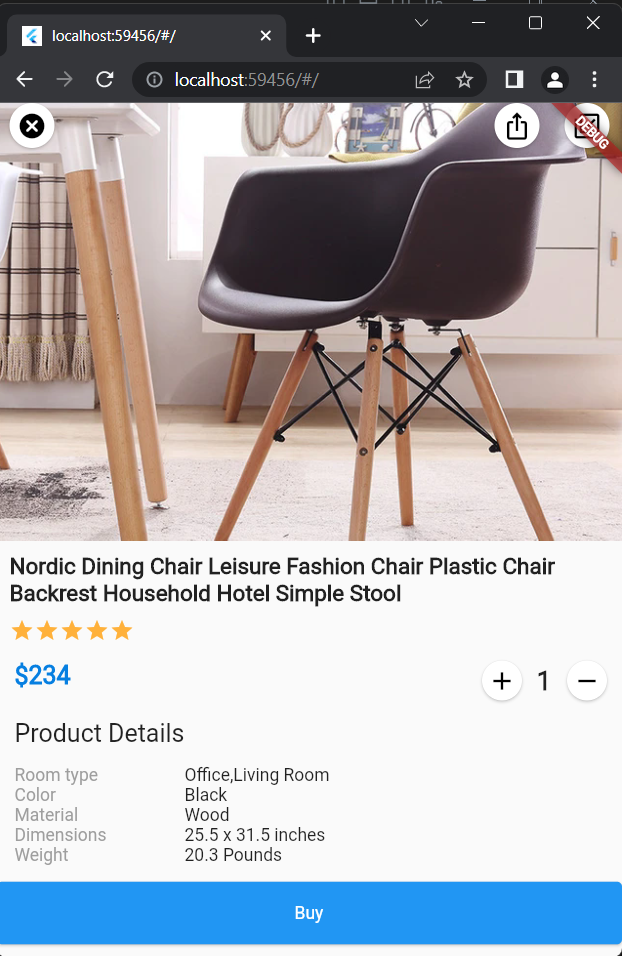 localhost:59456/#/
localhost:59456/#/
DEBUG
Nordic Dining Chair Leisure Fashion Chair Plastic Chair
Backrest Household Hotel Simple Stool
$234
1
Product Details
Room type Office,Living Room
Color Black
Material Wood
Dimensions 25.5 x 31.5 inches
Weight 20.3 Pounds
Buy